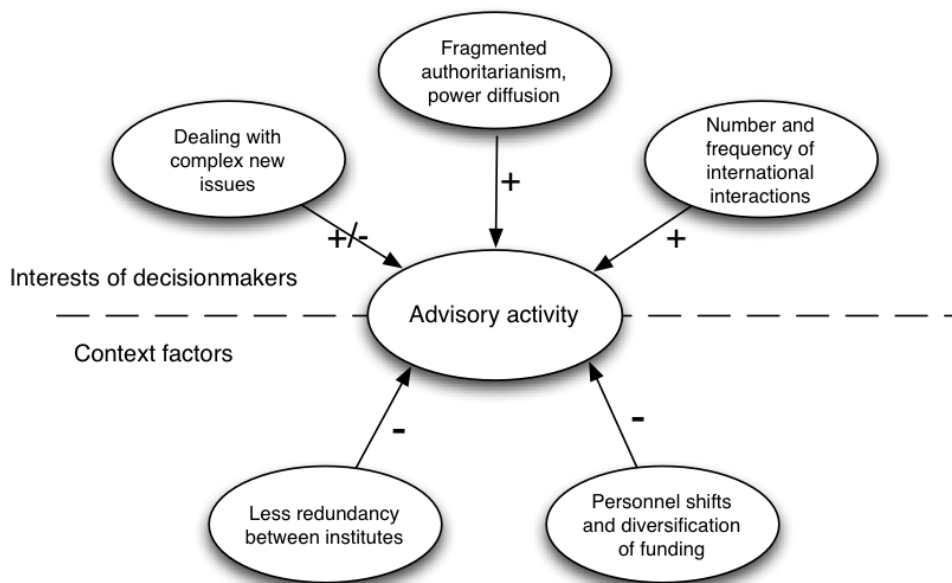 Fragmented
authoritarianism,
power diffusion
Dealing with
complex new
issues
Number and
frequency of
international
interactions
+/-
+
+
Interests of decisionmakers
Advisory activity
Context factors
-
-
Less redundancy
between institutes
Personnel shifts
and diversification
of funding